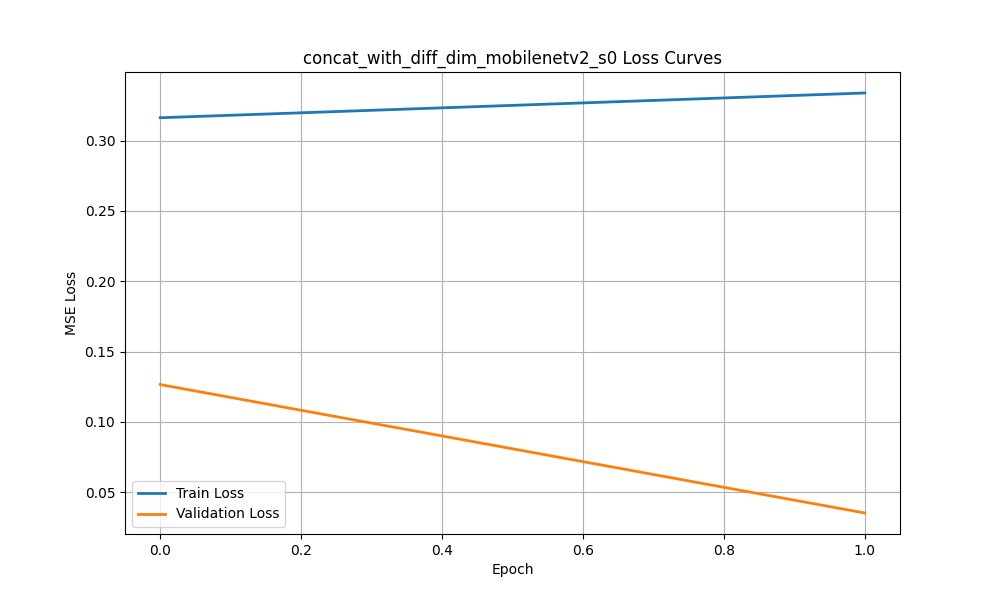 concat_with_diff_dim_mobilenetv2_s0 Loss Curves
MSE Loss
0.30
0.25
0.20
0.15
0.10
0.05
Train Loss
Validation Loss
0.0 0.2 0.4 0.6 0.8 1.0
Epoch